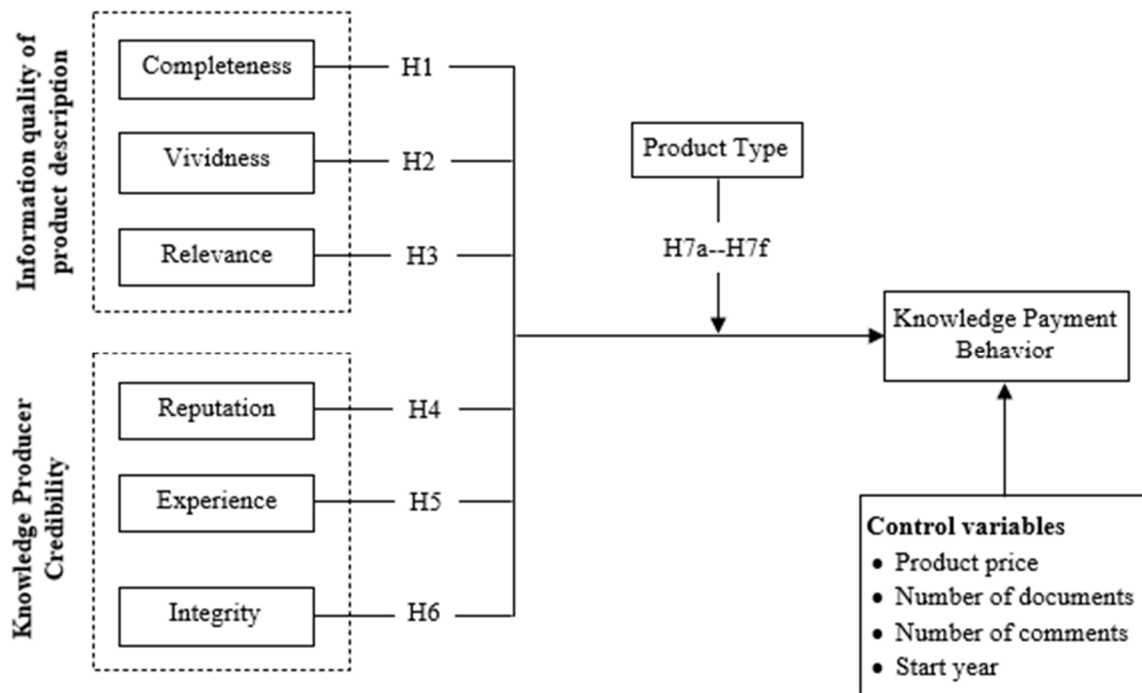 Information quality of
product description
Completeness
H1
Vividness
H2
Relevance
H3
Knowledge Producer
Credibility
Reputation
H4
Experience
H5
Integrity
H6
Product Type
H7a--H7f
Knowledge Payment
Behavior
Control variables
● Product price
● Number of documents
● Number of comments
● Start year